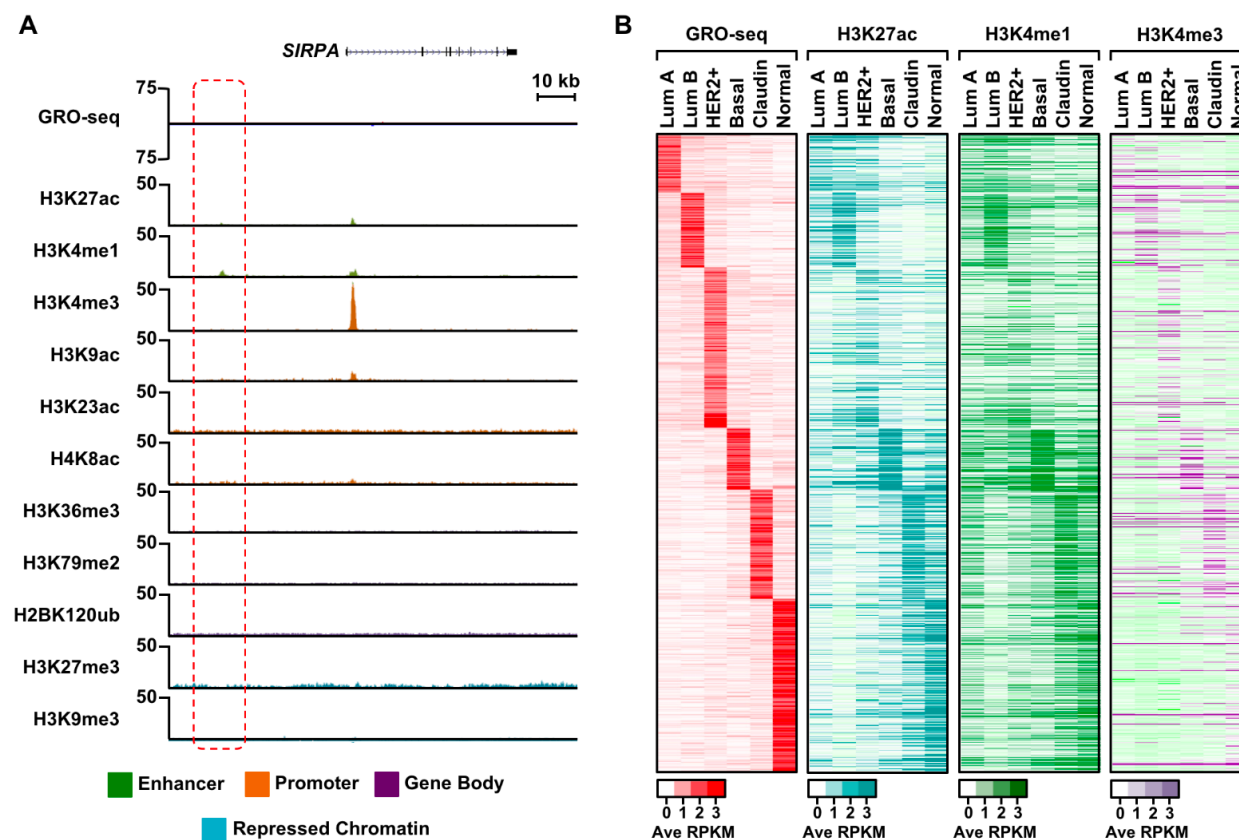 A
SIRPA
10 kb
75
GRO-seq
75
50
H3K27ac
50
H3K4me1
50
H3K4me3
50
H3K9ac
50
H3K23ac
50
H4K8ac
50
H3K36me3
50
H3K79me2
50
H2BK120ub
50
H3K27me3
50
H3K9me3
Enhancer Promoter Gene Body
Repressed Chromatin
B
GRO-seq H3K27ac H3K4me1 H3K4me3
Lum A Lum B HER2+ Basal Claudin Normal Lum A Lum B HER2+ Basal Claudin Normal Lum A Lum B HER2+ Basal Claudin Normal Lum A Lum B HER2+ Basal Claudin Normal
0 1 2 3 0 1 2 3 0 1 2 3 0 1 2 3
Ave RPKM Ave RPKM Ave RPKM Ave RPKM